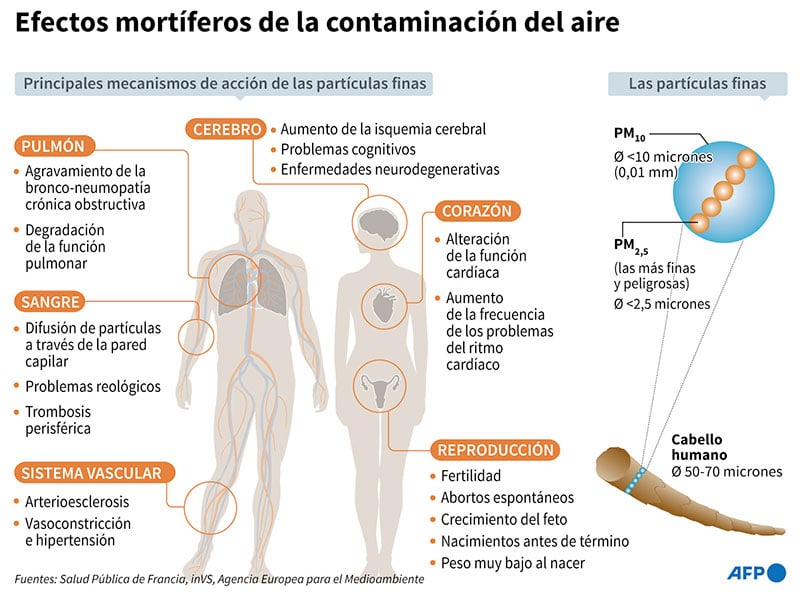 Efectos mortíferos de la contaminación del aire
Principales mecanismos de acción de las partículas finas
PULMÓN
• Agravamiento de la
bronco-neumopatía
crónica obstructiva
• Degradación
de la función
pulmonar
SANGRE
• Difusión de partículas
a través de la pared
capilar
• Problemas reológicos
• Trombosis
perisférica
SISTEMA VASCULAR
• Arterioesclerosis
• Vasoconstricción
e hipertensión
CEREBRO
• Aumento de la isquemia cerebral
• Problemas cognitivos
• Enfermedades neurodegenerativas
CORAZÓN
• Alteración
de la función
cardíaca
• Aumento
de la frecuencia
de los problemas
del ritmo
cardíaco
REPRODUCCIÓN
• Fertilidad
• Abortos espontáneos
• Crecimiento del feto
• Nacimientos antes de término
• Peso muy bajo al nacer
Las partículas finas
PM10
Ø <10 micrones
(0,01 mm)
PM2,5
(las más finas
y peligrosas)
Ø <2,5 micrones
Cabello
humano
Ø 50-70 micrones
Fuentes: Salud Pública de Francia, inVS, Agencia Europea para el Medioambiente
AFP